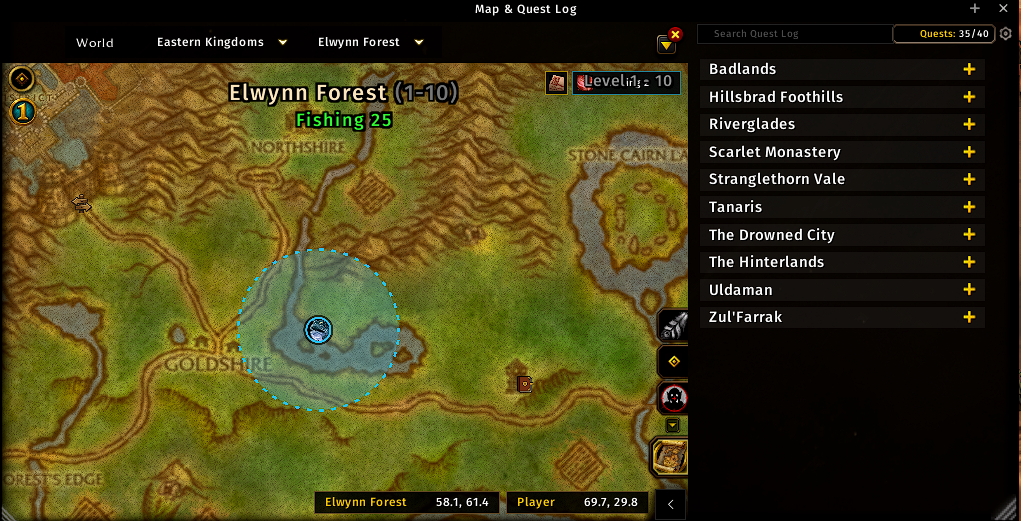 Map & Quest Log
World
Eastern Kingdoms
Elwynn Forest
Search Quest Log
Quests: 35/40
Elwynn Forest (1-10)
Fishing 25
1
NORTHSHIRE
STONE CAIRN LA
GOLDSHIRE
OREST'S EDGE
Elwynn Forest 58.1, 61.4
Player 69.7, 29.8
Badlands
Hillsbrad Foothills
Riverglades
Scarlet Monastery
Stranglethorn Vale
Tanaris
The Drowned City
The Hinterlands
Uldaman
Zul'Farrak